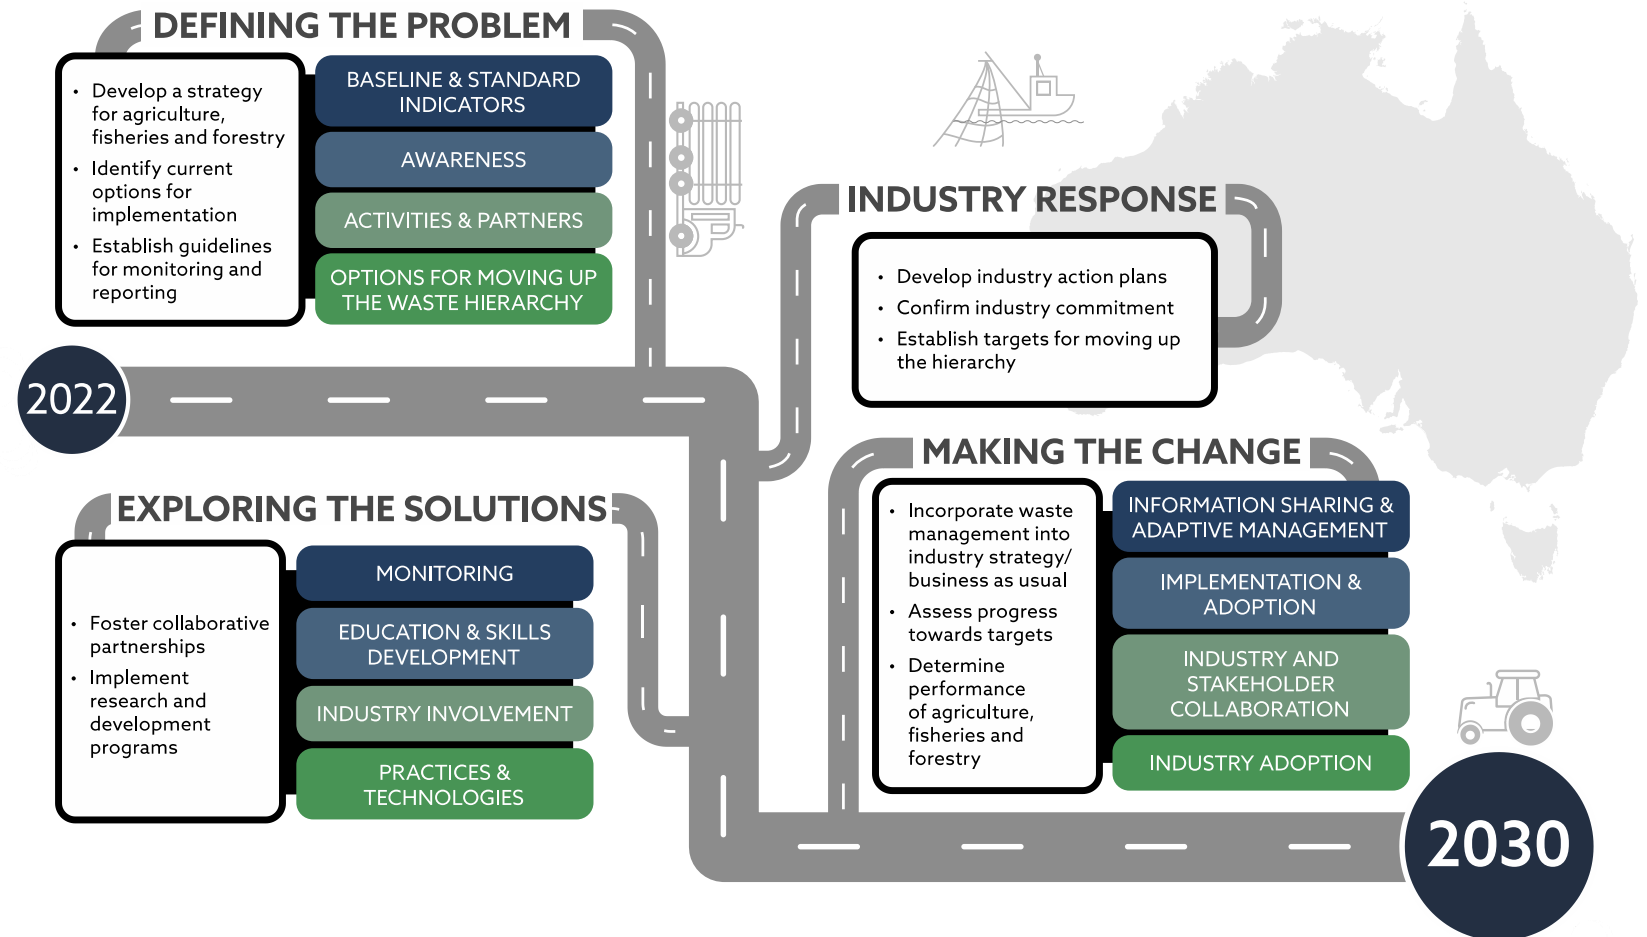 DEFINING THE PROBLEM
• Develop a strategy
for agriculture,
fisheries and forestry
• Identify current
options for
implementation
• Establish guidelines
for monitoring and
reporting
BASELINE & STANDARD
INDICATORS
AWARENESS
ACTIVITIES & PARTNERS
OPTIONS FOR MOVING UP
THE WASTE HIERARCHY
2022
INDUSTRY RESPONSE
• Develop industry action plans
• Confirm industry commitment
• Establish targets for moving up
the hierarchy
EXPLORING THE SOLUTIONS
• Foster collaborative
partnerships
• Implement
research and
development
programs
MONITORING
EDUCATION & SKILLS
DEVELOPMENT
INDUSTRY INVOLVEMENT
PRACTICES &
TECHNOLOGIES
MAKING THE CHANGE
• Incorporate waste
management into
industry strategy/
business as usual
• Assess progress
towards targets
• Determine
performance
of agriculture,
fisheries and
forestry
INFORMATION SHARING &
ADAPTIVE MANAGEMENT
IMPLEMENTATION &
ADOPTION
INDUSTRY AND
STAKEHOLDER
COLLABORATION
INDUSTRY ADOPTION
2030